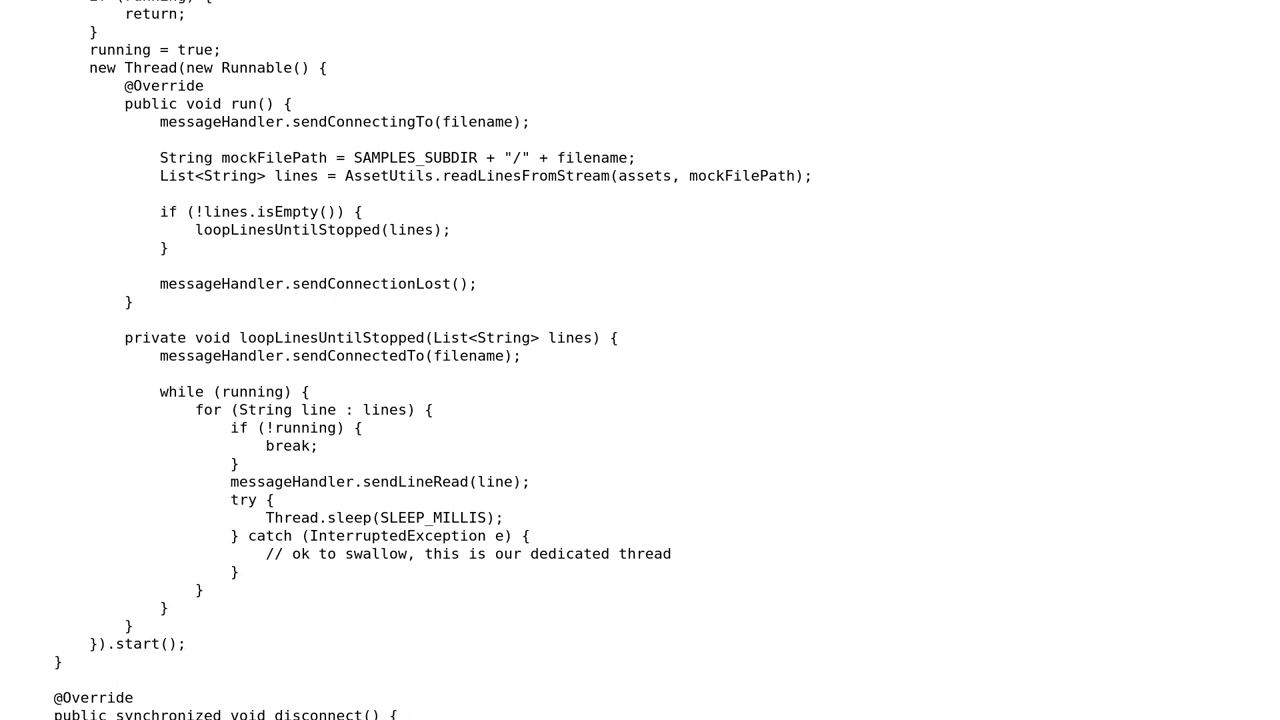 if (running) {
return;
}
running = true;
new Thread(new Runnable() {
@Override
public void run() {
messageHandler.sendConnectingTo(filename);
String mockFilePath = SAMPLES_SUBDIR + "/" + filename;
List<String> lines = AssetUtils.readLinesFromStream(assets, mockFilePath);
if (!lines.isEmpty()) {
loopLinesUntilStopped(lines);
}
messageHandler.sendConnectionLost();
}
private void loopLinesUntilStopped(List<String> lines) {
messageHandler.sendConnectedTo(filename);
while (running) {
for (String line : lines) {
if (!running) {
break;
}
messageHandler.sendLineRead(line);
try {
Thread.sleep(SLEEP_MILLIS);
} catch (InterruptedException e) {
// ok to swallow, this is our dedicated thread
}
}
}
}
}).start();
}
@Override
public synchronized void disconnect() {